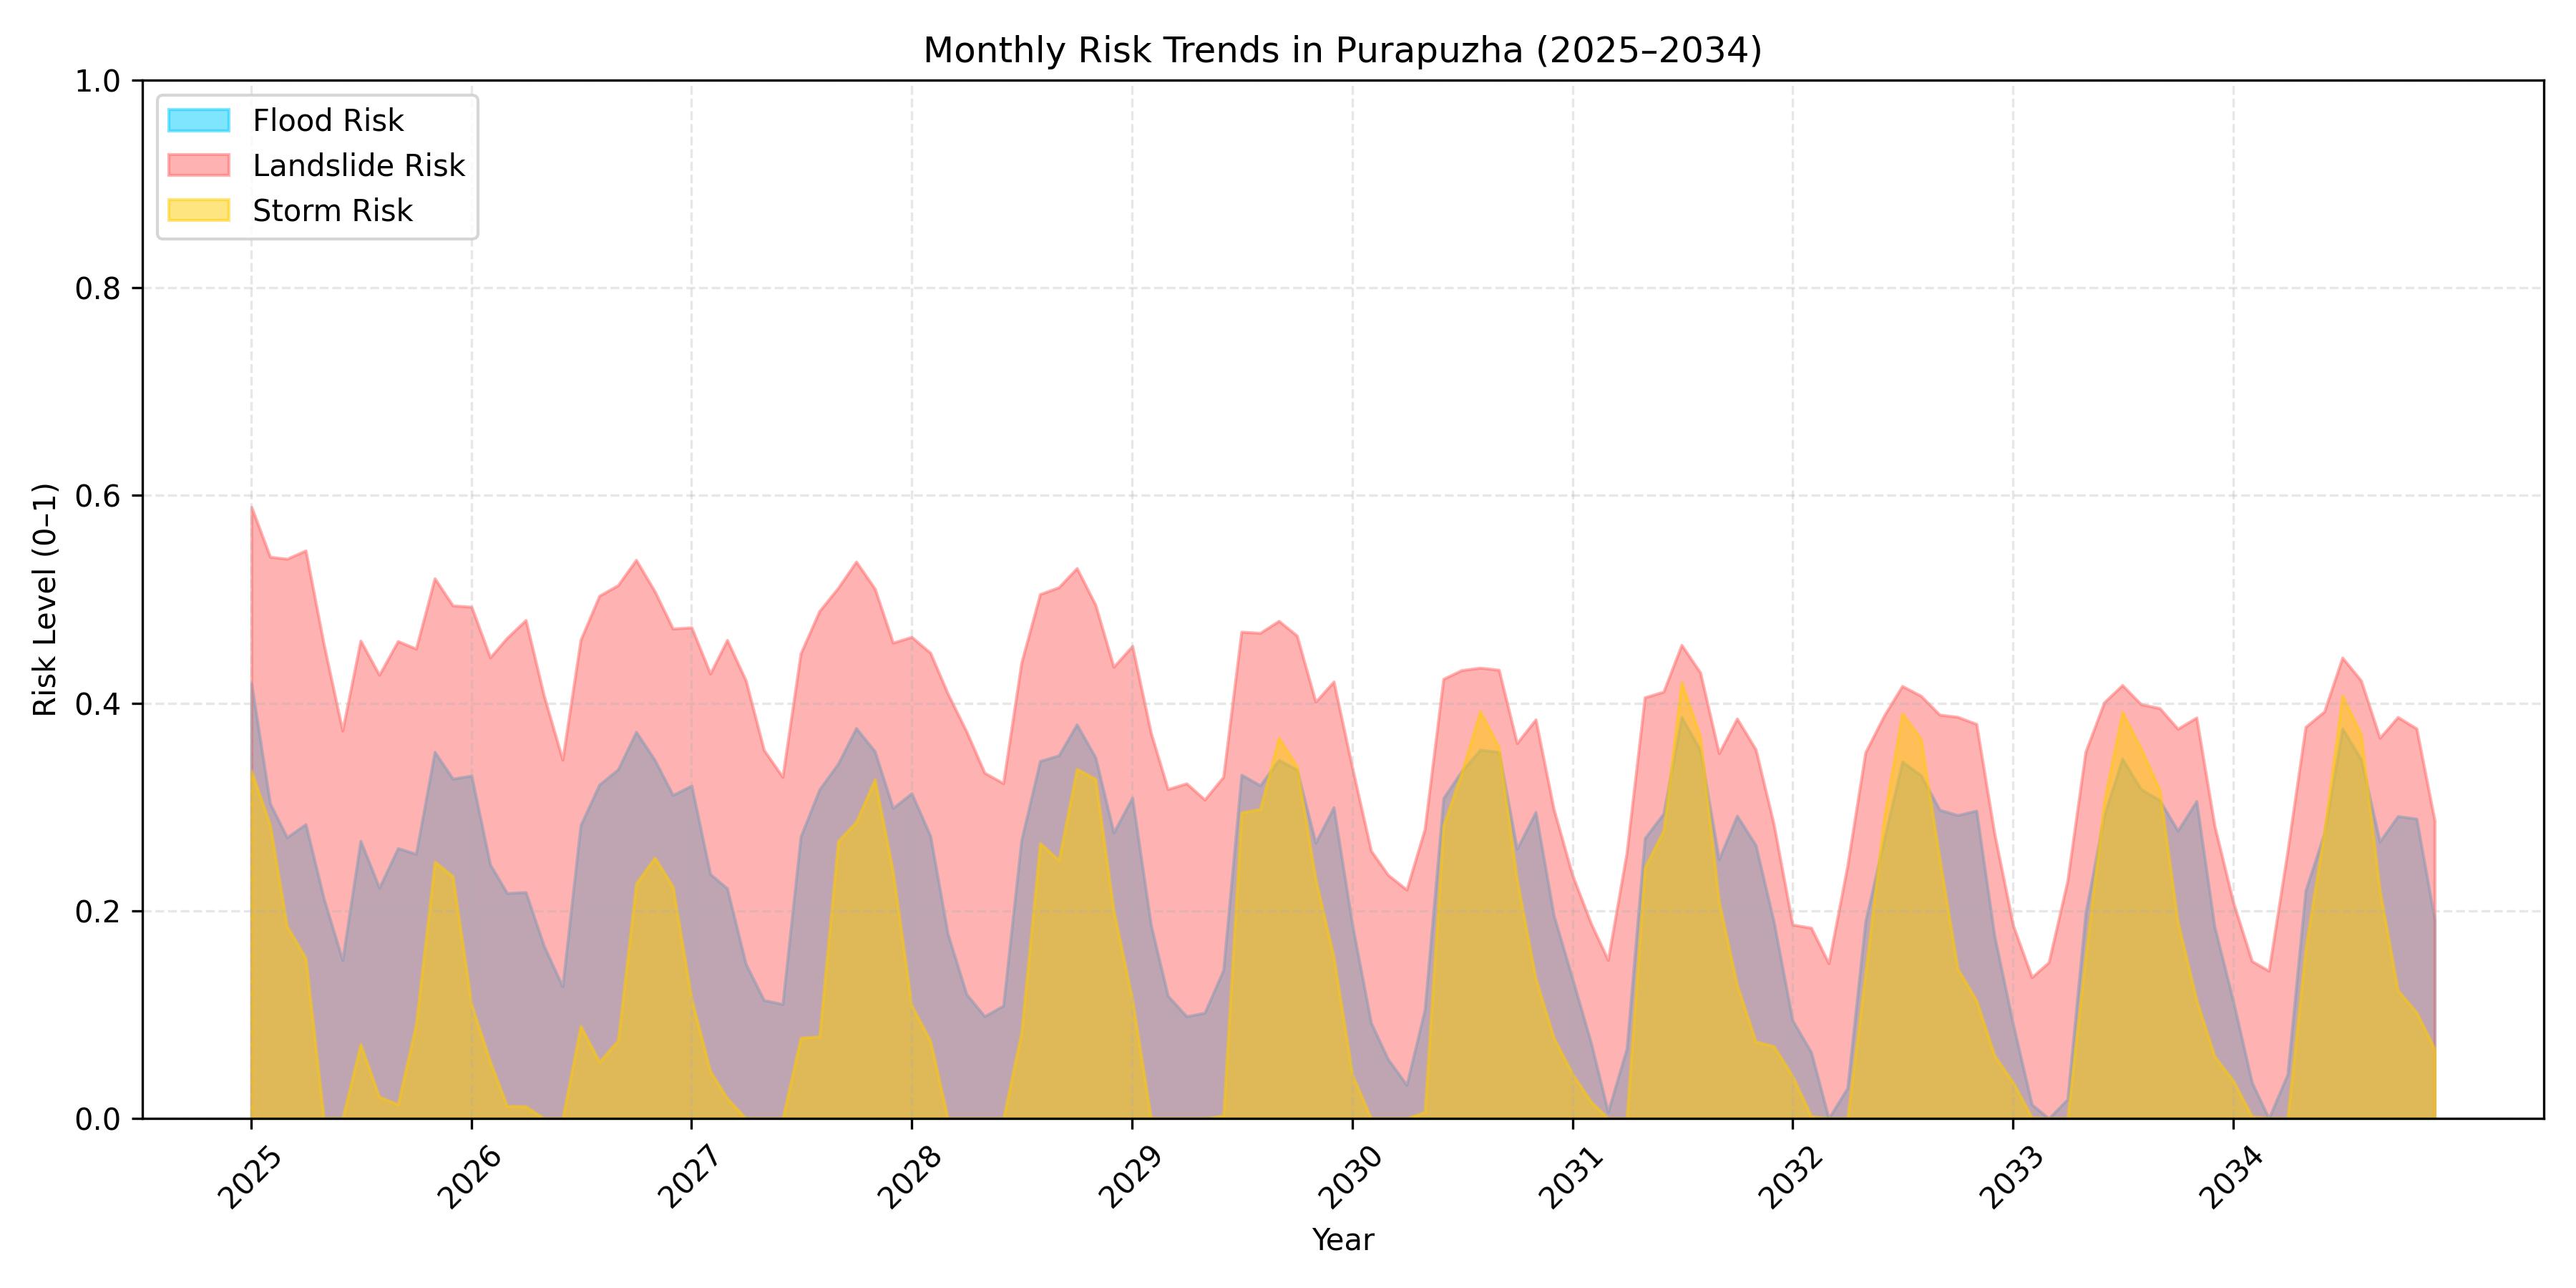 Monthly Risk Trends in Purapuzha (2025–2034)
Flood Risk
Landslide Risk
Storm Risk
Risk Level (0–1)
1.0
0.8
0.6
0.4
0.2
0.0
2025 2026 2027 2028 2029 2030 2031 2032 2033 2034
Year